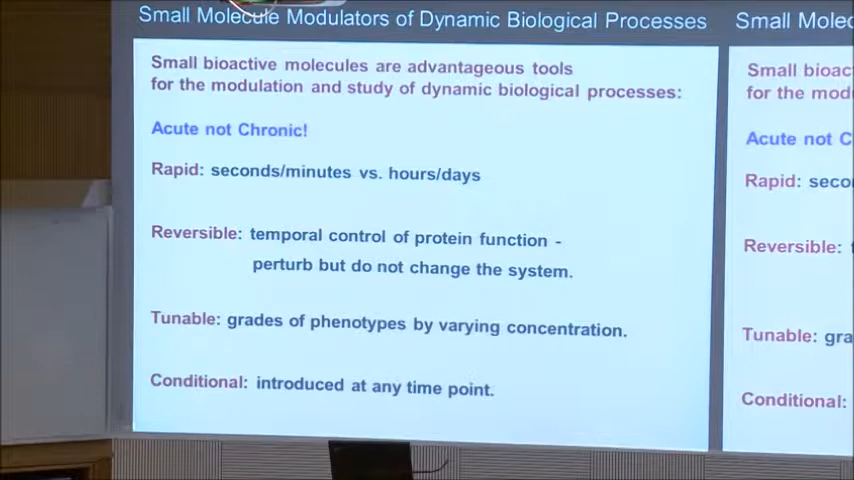 Small Molecule Modulators of Dynamic Biological Processes
Small bioactive molecules are advantageous tools
for the modulation and study of dynamic biological processes:
Acute not Chronic!
Rapid: seconds/minutes vs. hours/days
Reversible: temporal control of protein function -
perturb but do not change the system.
Tunable: grades of phenotypes by varying concentration.
Conditional: introduced at any time point.
Small Molec
Small bioac
for the mod
Acute not C
Rapid: seco
Reversible:
Tunable: gra
Conditional: